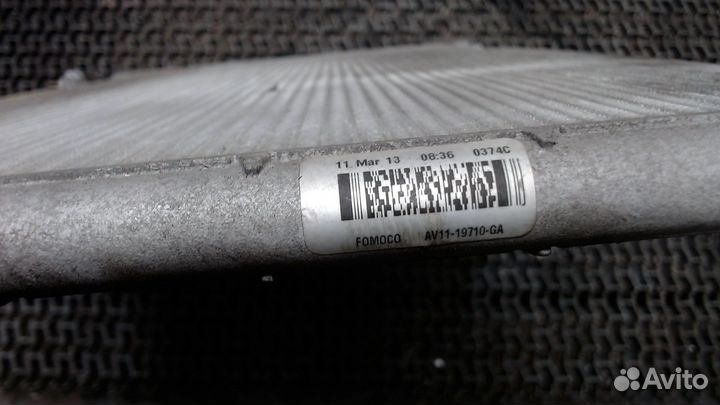 11 Mar 13 08:36 0374C
FOMOCO AV11-19710-GA
Avito